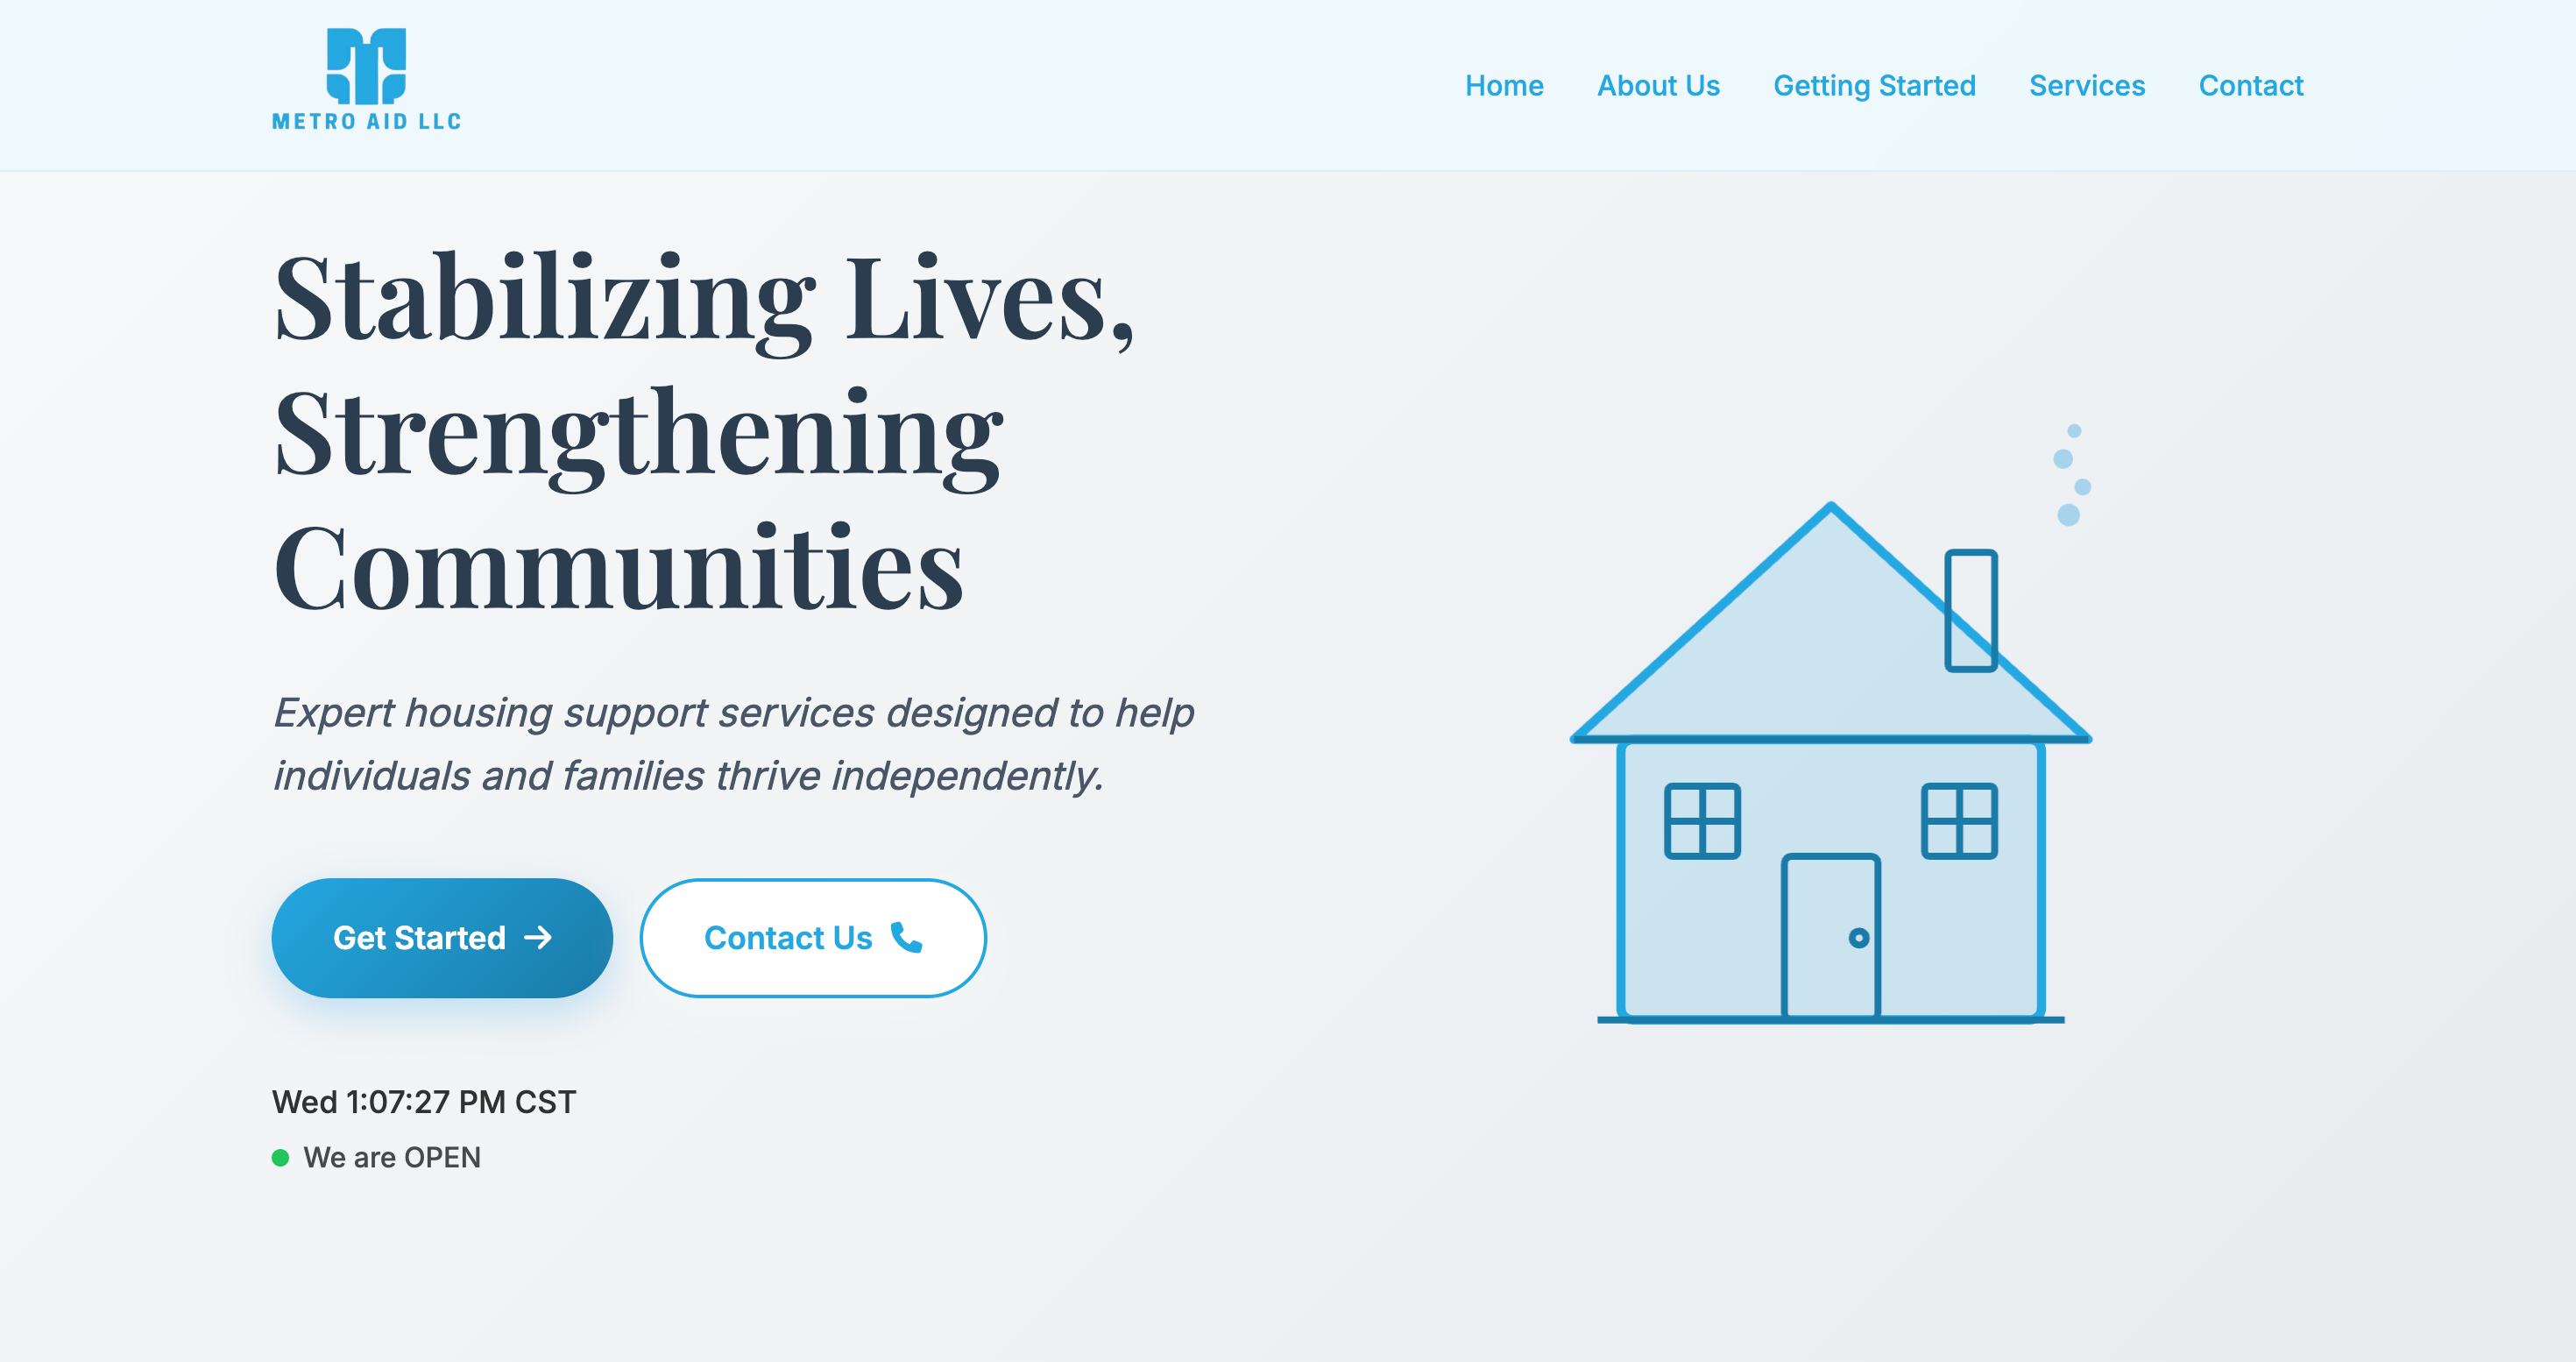 METRO AID LLC
Home About Us Getting Started Services Contact
Stabilizing Lives,
Strengthening
Communities
Expert housing support services designed to help
individuals and families thrive independently.
Get Started Contact Us
Wed 1:07:27 PM CST
We are OPEN